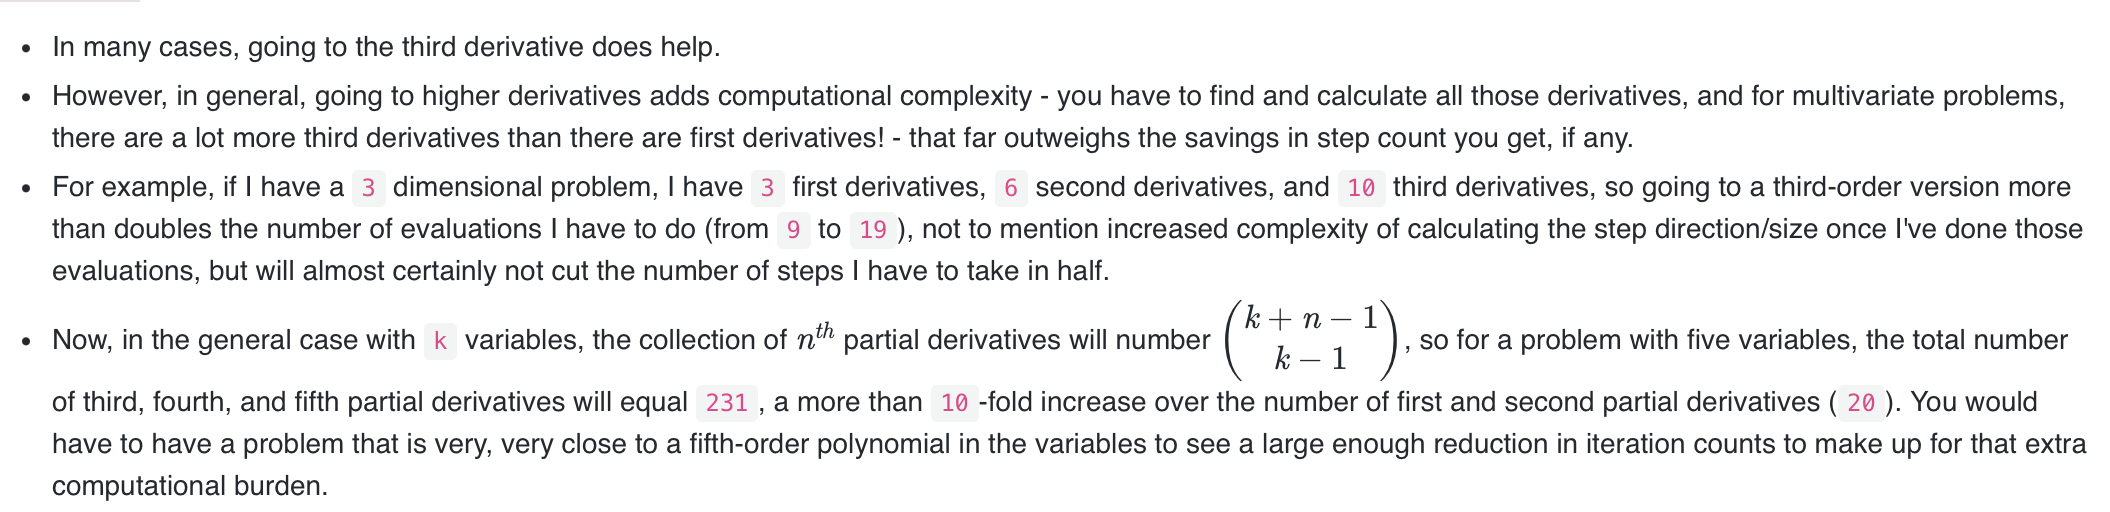 In many cases, going to the third derivative does help.
However, in general, going to higher derivatives adds computational complexity - you have to find and calculate all those derivatives, and for multivariate problems,
there are a lot more third derivatives than there are first derivatives! - that far outweighs the savings in step count you get, if any.
For example, if I have a 3 dimensional problem, I have 3 first derivatives, 6 second derivatives, and 10 third derivatives, so going to a third-order version more
than doubles the number of evaluations I have to do (from 9 to 19), not to mention increased complexity of calculating the step direction/size once I've done those
evaluations, but will almost certainly not cut the number of steps I have to take in half.
Now, in the general case with k variables, the collection of n^{th} partial derivatives will number \binom{k+n-1}{k-1}, so for a problem with five variables, the total number
of third, fourth, and fifth partial derivatives will equal 231, a more than 10-fold increase over the number of first and second partial derivatives (20). You would
have to have a problem that is very, very close to a fifth-order polynomial in the variables to see a large enough reduction in iteration counts to make up for that extra
computational burden.